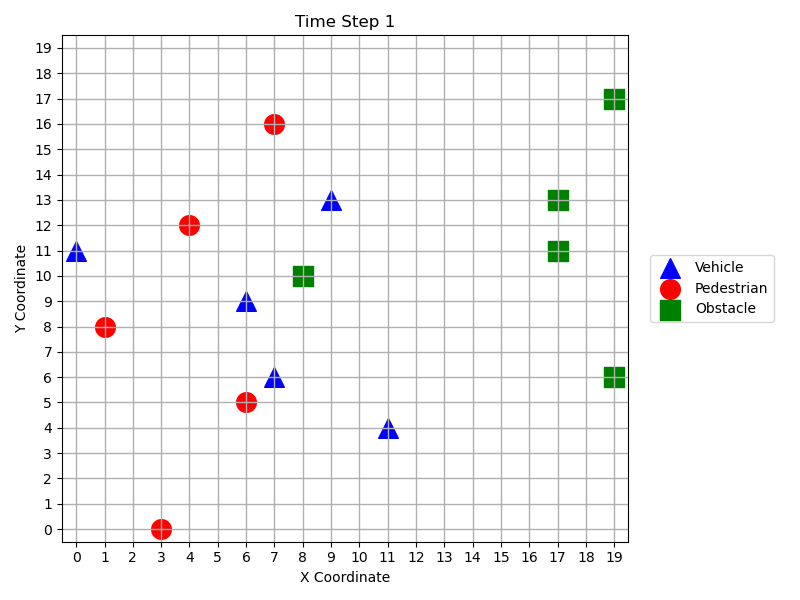 Time Step 1
19
18
17
16
15
14
13
12
11
10
9
8
7
6
5
4
3
2
1
0
Y Coordinate
0 1 2 3 4 5 6 7 8 9 10 11 12 13 14 15 16 17 18 19
X Coordinate
Vehicle
Pedestrian
Obstacle